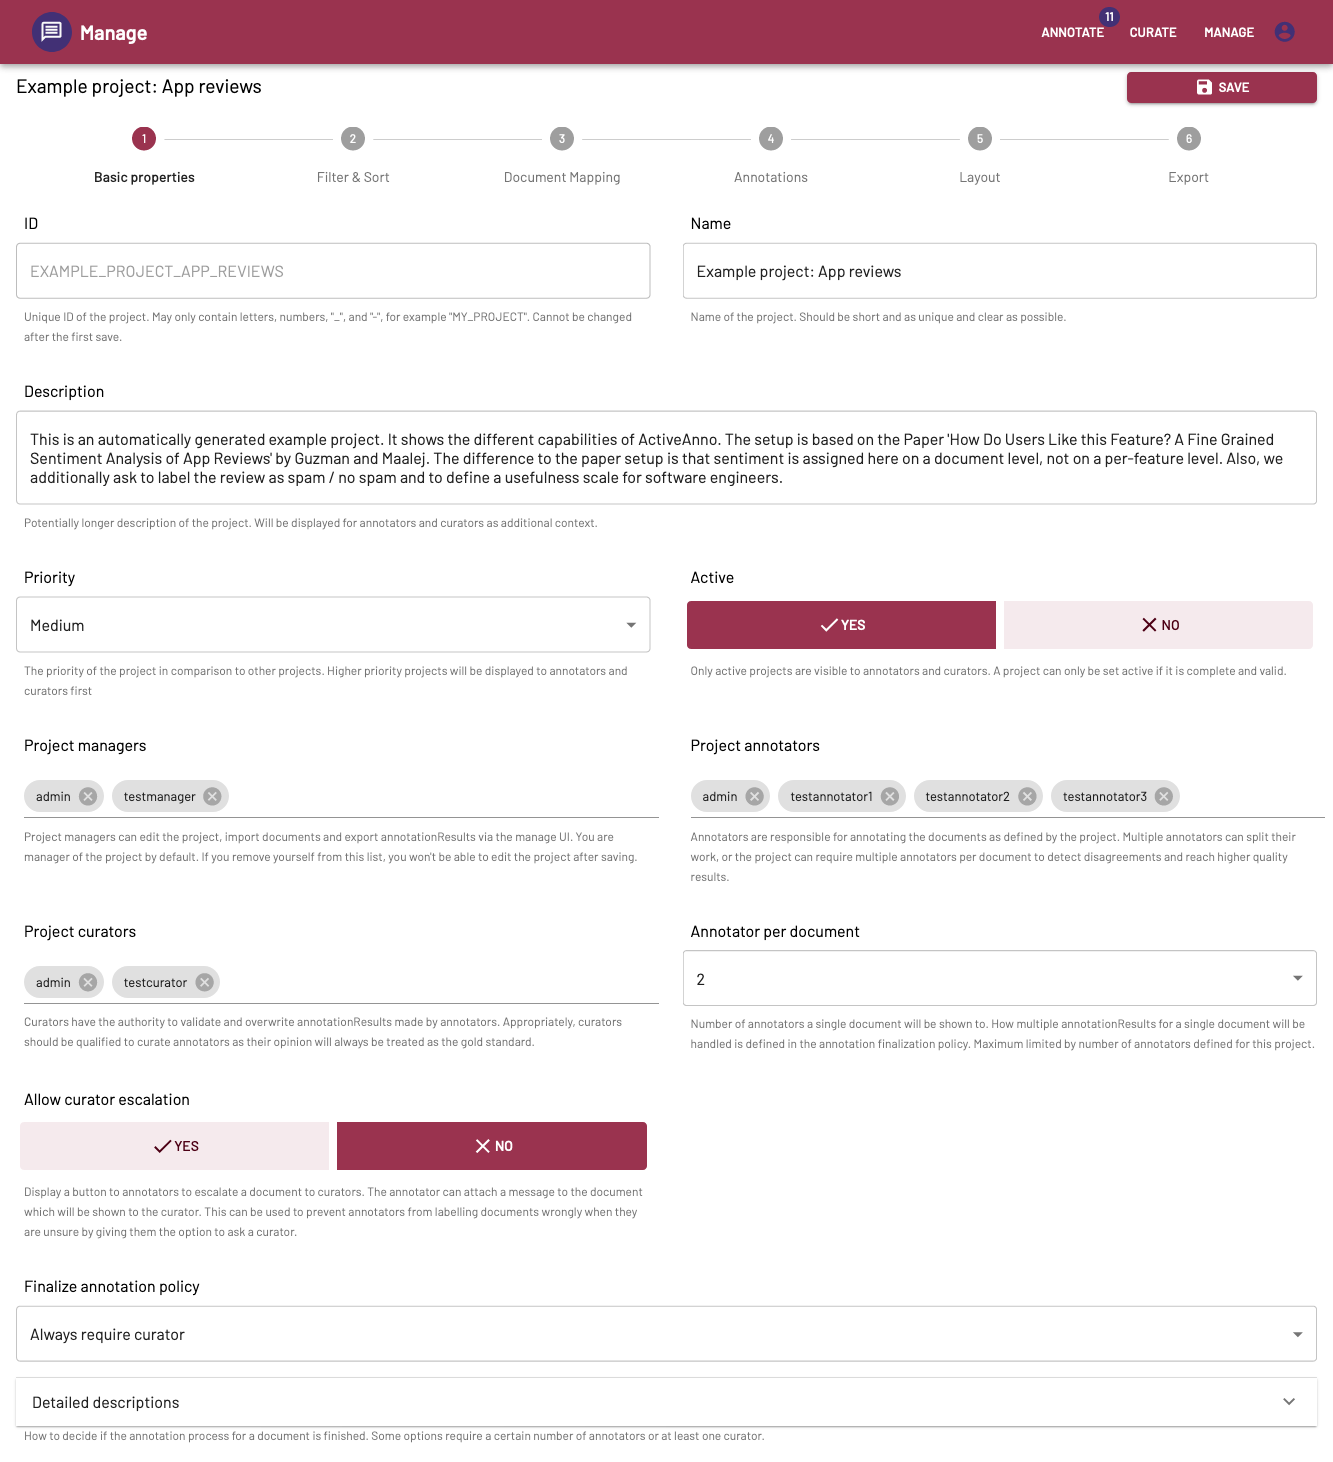 Manage
ANNOTATE
11
CURATE
MANAGE
Example project: App reviews
SAVE
1
2
3
4
5
6
Basic properties
Filter & Sort
Document Mapping
Annotations
Layout
Export
ID
EXAMPLE_PROJECT_APP_REVIEWS
Unique ID of the project. May only contain letters, numbers, "_", and "-", for example "MY_PROJECT". Cannot be changed
after the first save.
Name
Example project: App reviews
Name of the project. Should be short and as unique and clear as possible.
Description
This is an automatically generated example project. It shows the different capabilities of ActiveAnno. The setup is based on the Paper 'How Do Users Like this Feature? A Fine Grained
Sentiment Analysis of App Reviews' by Guzman and Maalej. The difference to the paper setup is that sentiment is assigned here on a document level, not on a per-feature level. Also, we
additionally ask to label the review as spam / no spam and to define a usefulness scale for software engineers.
Potentially longer description of the project. Will be displayed for annotators and curators as additional context.
Priority
Medium
The priority of the project in comparison to other projects. Higher priority projects will be displayed to annotators and
curators first
Active
YES
NO
Only active projects are visible to annotators and curators. A project can only be set active if it is complete and valid.
Project managers
admin
testmanager
Project managers can edit the project, import documents and export annotationResults via the manage UI. You are
manager of the project by default. If you remove yourself from this list, you won't be able to edit the project after saving.
Project annotators
admin
testannotator1
testannotator2
testannotator3
Annotators are responsible for annotating the documents as defined by the project. Multiple annotators can split their
work, or the project can require multiple annotators per document to detect disagreements and reach higher quality
results.
Project curators
admin
testcurator
Curators have the authority to validate and overwrite annotationResults made by annotators. Appropriately, curators
should be qualified to curate annotators as their opinion will always be treated as the gold standard.
Annotator per document
2
Number of annotators a single document will be shown to. How multiple annotationResults for a single document will be
handled is defined in the annotation finalization policy. Maximum limited by number of annotators defined for this project.
Allow curator escalation
YES
NO
Display a button to annotators to escalate a document to curators. The annotator can attach a message to the document
which will be shown to the curator. This can be used to prevent annotators from labelling documents wrongly when they
are unsure by giving them the option to ask a curator.
Finalize annotation policy
Always require curator
Detailed descriptions
How to decide if the annotation process for a document is finished. Some options require a certain number of annotators or at least one curator.